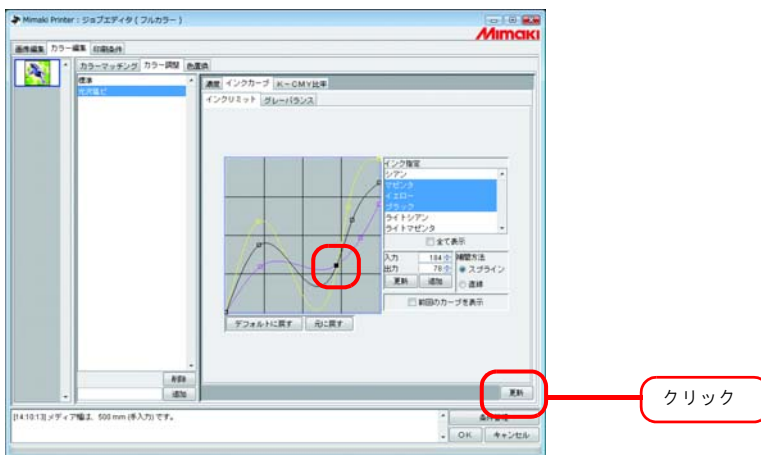 Mimaki Printer : ジョブエディタ ( フルカラー )
Mimaki
画像編集 カラー編集 印刷条件
カラーマッチング カラー調整 色置換
標準
濃度 インクカーブ K－CMY比率
インクリミット グレーバランス
インク指定
シアン
マゼンタ
イエロー
ブラック
ライトシアン
ライトマゼンタ
全て表示
入力 184 補間方法
出力 78 スプライン
更新 追加 直線
前回のカーブを表示
デフォルトに戻す 元に戻す
削除
追加
更新
クリック
[14:10:13] メディア幅は、500 mm (手入力) です。
条件管理
OK キャンセル